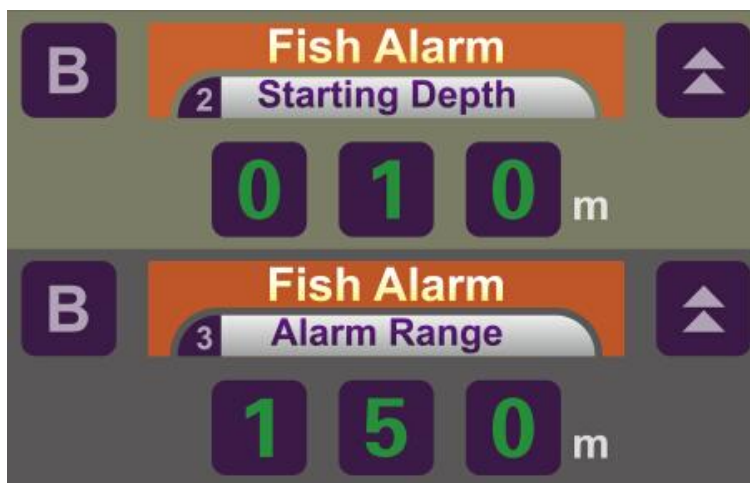 B
Fish Alarm
2 Starting Depth
0 1 0 m
B
Fish Alarm
3 Alarm Range
1 5 0 m